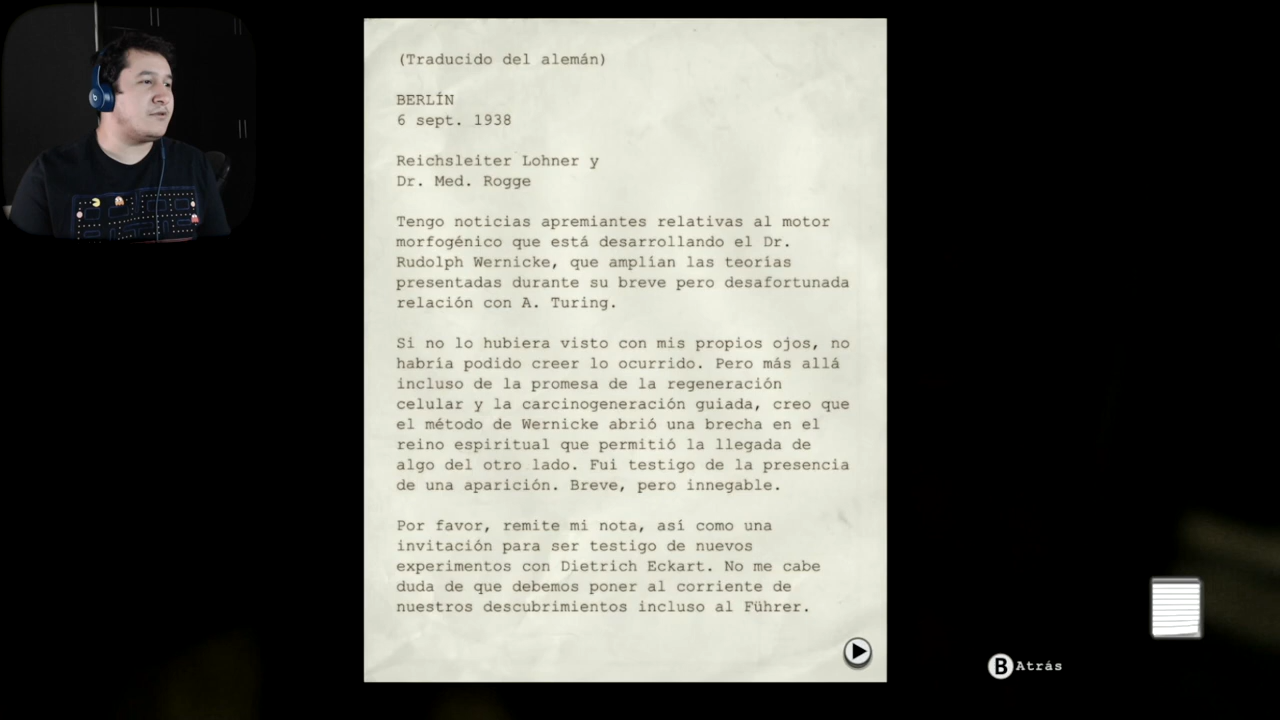 (Traducido del alemán)
BERLÍN
6 sept. 1938
Reichsleiter Lohner y
Dr. Med. Rogge
Tengo noticias apremiantes relativas al motor
morfogénico que está desarrollando el Dr.
Rudolph Wernicke, que amplían las teorías
presentadas durante su breve pero desafortunada
relación con A. Turing.
Si no lo hubiera visto con mis propios ojos, no
habría podido creer lo ocurrido. Pero más allá
incluso de la promesa de la regeneración
celular y la carcinogeneración guiada, creo que
el método de Wernicke abrió una brecha en el
reino espiritual que permitió la llegada de
algo del otro lado. Fui testigo de la presencia
de una aparición. Breve, pero innegable.
Por favor, remite mi nota, así como una
invitación para ser testigo de nuevos
experimentos con Dietrich Eckart. No me cabe
duda de que debemos poner al corriente de
nuestros descubrimientos incluso al Führer.
B Atrás